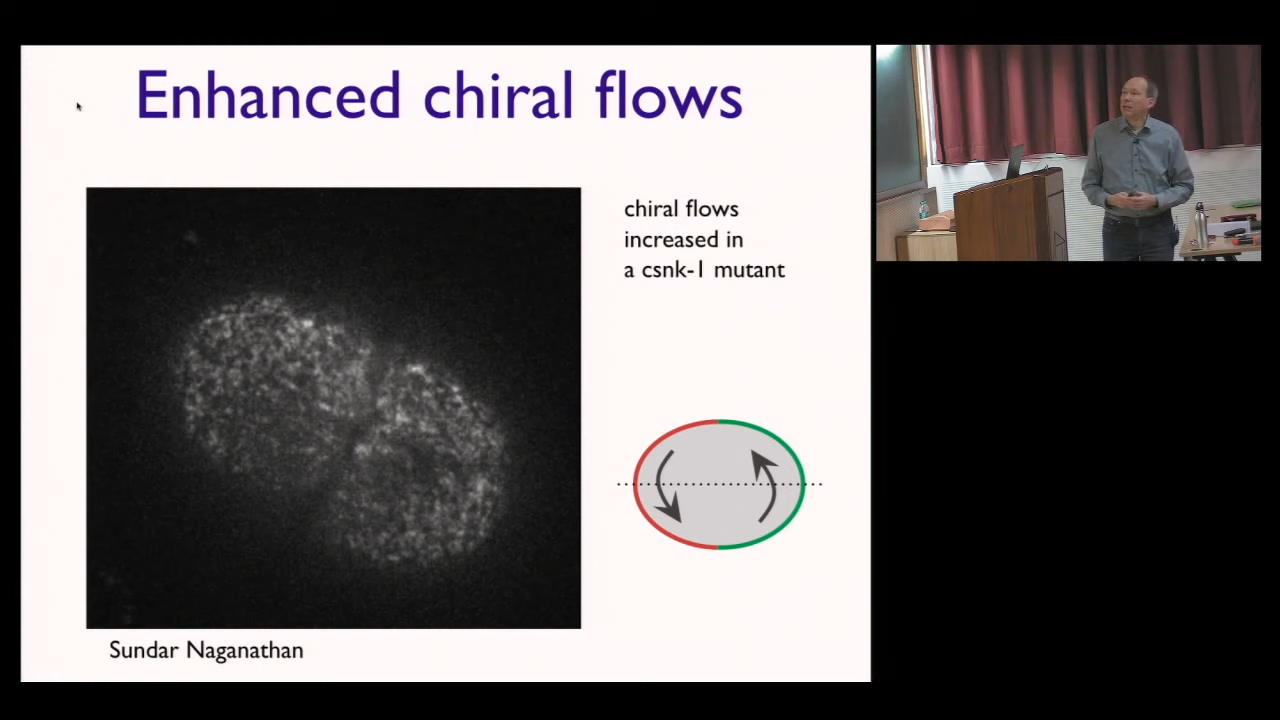 Enhanced chiral flows
chiral flows
increased in
a csnk-1 mutant
Sundar Naganathan